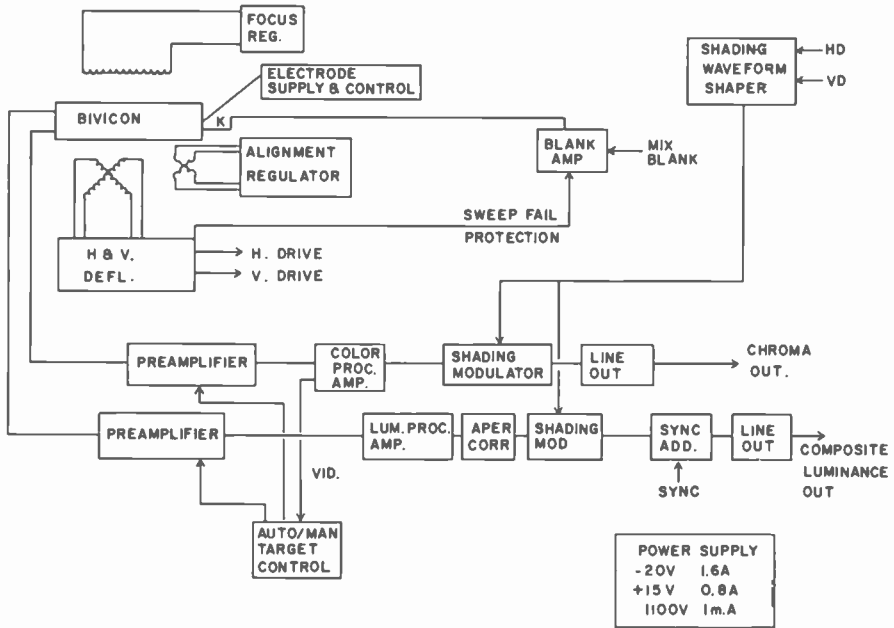 FOCUS
REG.
ELECTRODE
SUPPLY & CONTROL
SHADING
WAVEFORM
SHAPER
HD
VD
BIVICON
K
ALIGNMENT
REGULATOR
BLANK
AMP
MIX
BLANK
SWEEP FAIL
PROTECTION
H & V.
DEFL.
H. DRIVE
V. DRIVE
PREAMPLIFIER
COLOR
PROC.
AMP.
SHADING
MODULATOR
LINE
OUT
CHROMA
OUT.
PREAMPLIFIER
LUM. PROC.
AMP.
APER
CORR
SHADING
MOD
SYNC
ADD.
LINE
OUT
COMPOSITE
LUMINANCE
OUT
VID.
SYNC
AUTO/MAN
TARGET
CONTROL
POWER SUPPLY
-20V 1.6A
+15V 0.8A
1100V 1m.A